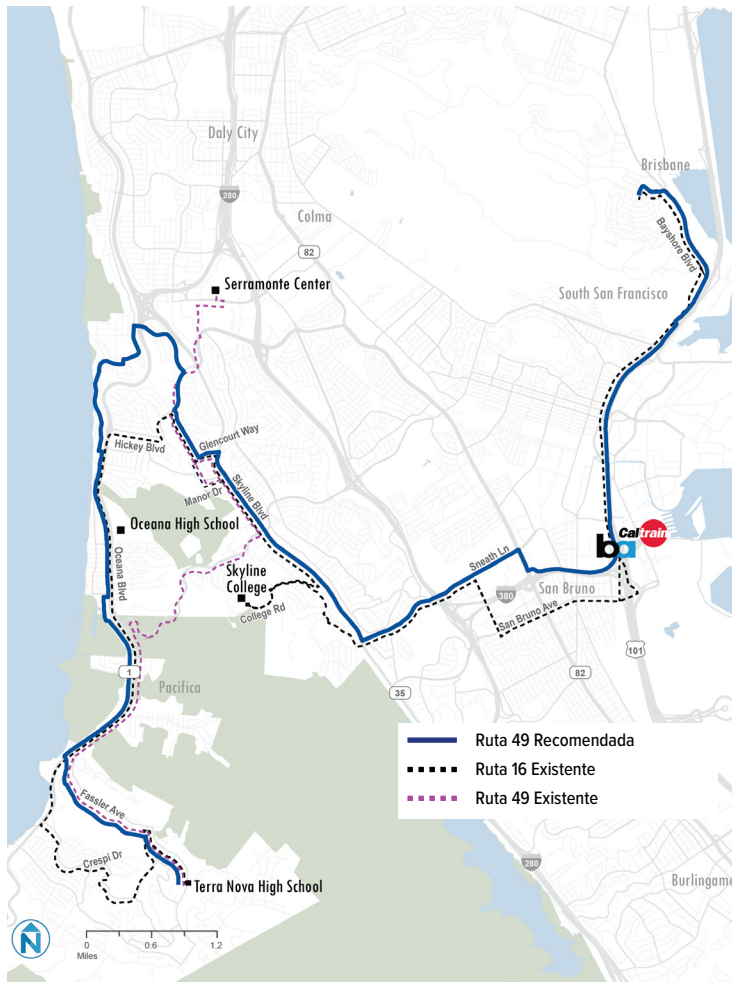 Daly City
280
Brisbane
Colma
82
Bayshore Blvd
Serramonte Center
South San Francisco
Glencourt Way
Hickey Blvd
Manor Dr
Skyline Blvd
Oceana High School
Oceana Blvd
Skyline College
College Rd
Sneath Ln
ba
Caltrain
380
San Bruno
San Bruno Ave
82
101
1
Pacifica
35
Ruta 49 Recomendada
Ruta 16 Existente
Ruta 49 Existente
Fassler Ave
Crespi Dr
Terra Nova High School
280
Burlingame
N
0
0.6
1.2
Miles